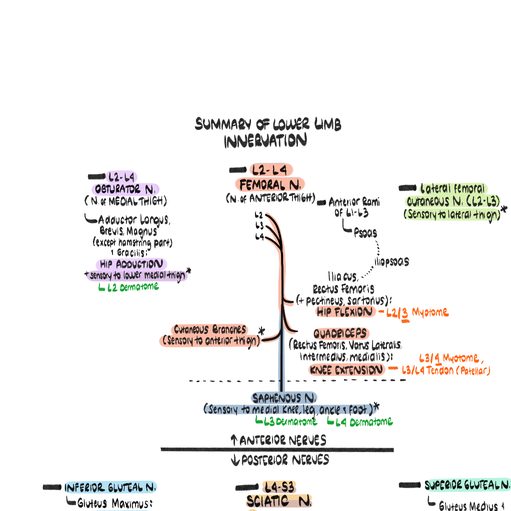 SUMMARY OF LOWER LIMB
INNERVATION
L2-L4
OBTURATOR N.
(N. OF MEDIAL THIGH)
Adductor Longus,
Brevis, Magnus
(except hamstring part)
& Gracilis:
HIP ADDUCTION
+ sensory to lower medial thigh*
L2 Dermatome
L2-L4
FEMORAL N.
(N. OF ANTERIOR THIGH)
L2
L3
L4
Anterior Rami
OF L1-L3
Psoas
iliopsoas
Iliacus,
Rectus Femoris
(+ pectineus, sartorius):
HIP FLEXION - L2/3 Myotome
Lateral Femoral
Cutaneous N. (L2-L3)
(Sensory to lateral thigh)*
Cutaneous Branches *
(Sensory to anterior thigh)
QUADRICEPS
(Rectus Femoris, Vatus Lateralis,
intermedius, medialis):
KNEE EXTENSION
L3/4 Myotome,
L3/L4 Tendon (Patellar)
SAPHENOUS N.
(Sensory to medial knee, leg, ankle & foot)*
L3 Dermatome L4 Dermatome
↑ ANTERIOR NERVES
↓ POSTERIOR NERVES
INFERIOR GLUTEAL N.
Gluteus Maximus:
L4-S3
SCIATIC N.
SUPERIOR GLUTEAL N.
Gluteus Medius &